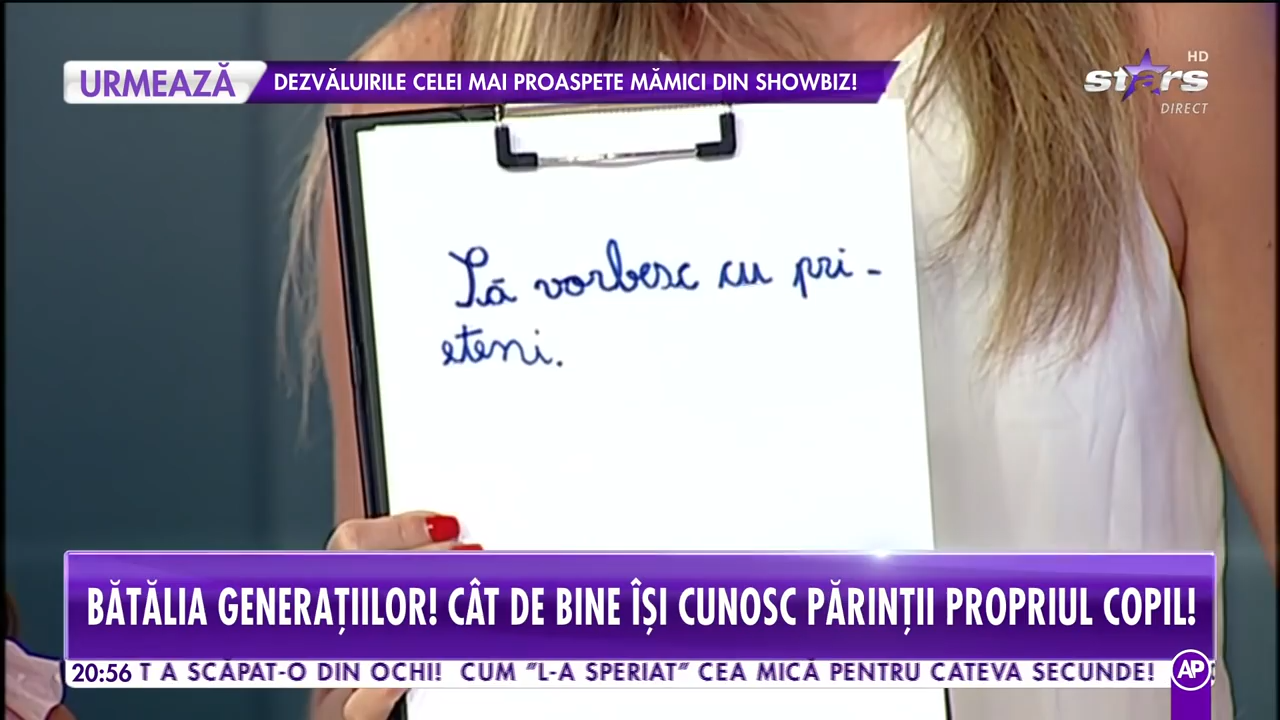 URMEAZĂ DEZVĂLUIRILE CELEI MAI PROASPETE MĂMICI DIN SHOWBIZ!
HD
stars
DIRECT
Să vorbesc cu pri-
eteni.
BĂTĂLIA GENERAȚIILOR! CÂT DE BINE ÎȘI CUNOSC PĂRINȚII PROPRIUL COPIL!
20:56 T A SCĂPAT-O DIN OCHI! CUM "L-A SPERIAT" CEA MICĂ PENTRU CATEVA SECUNDE! AP